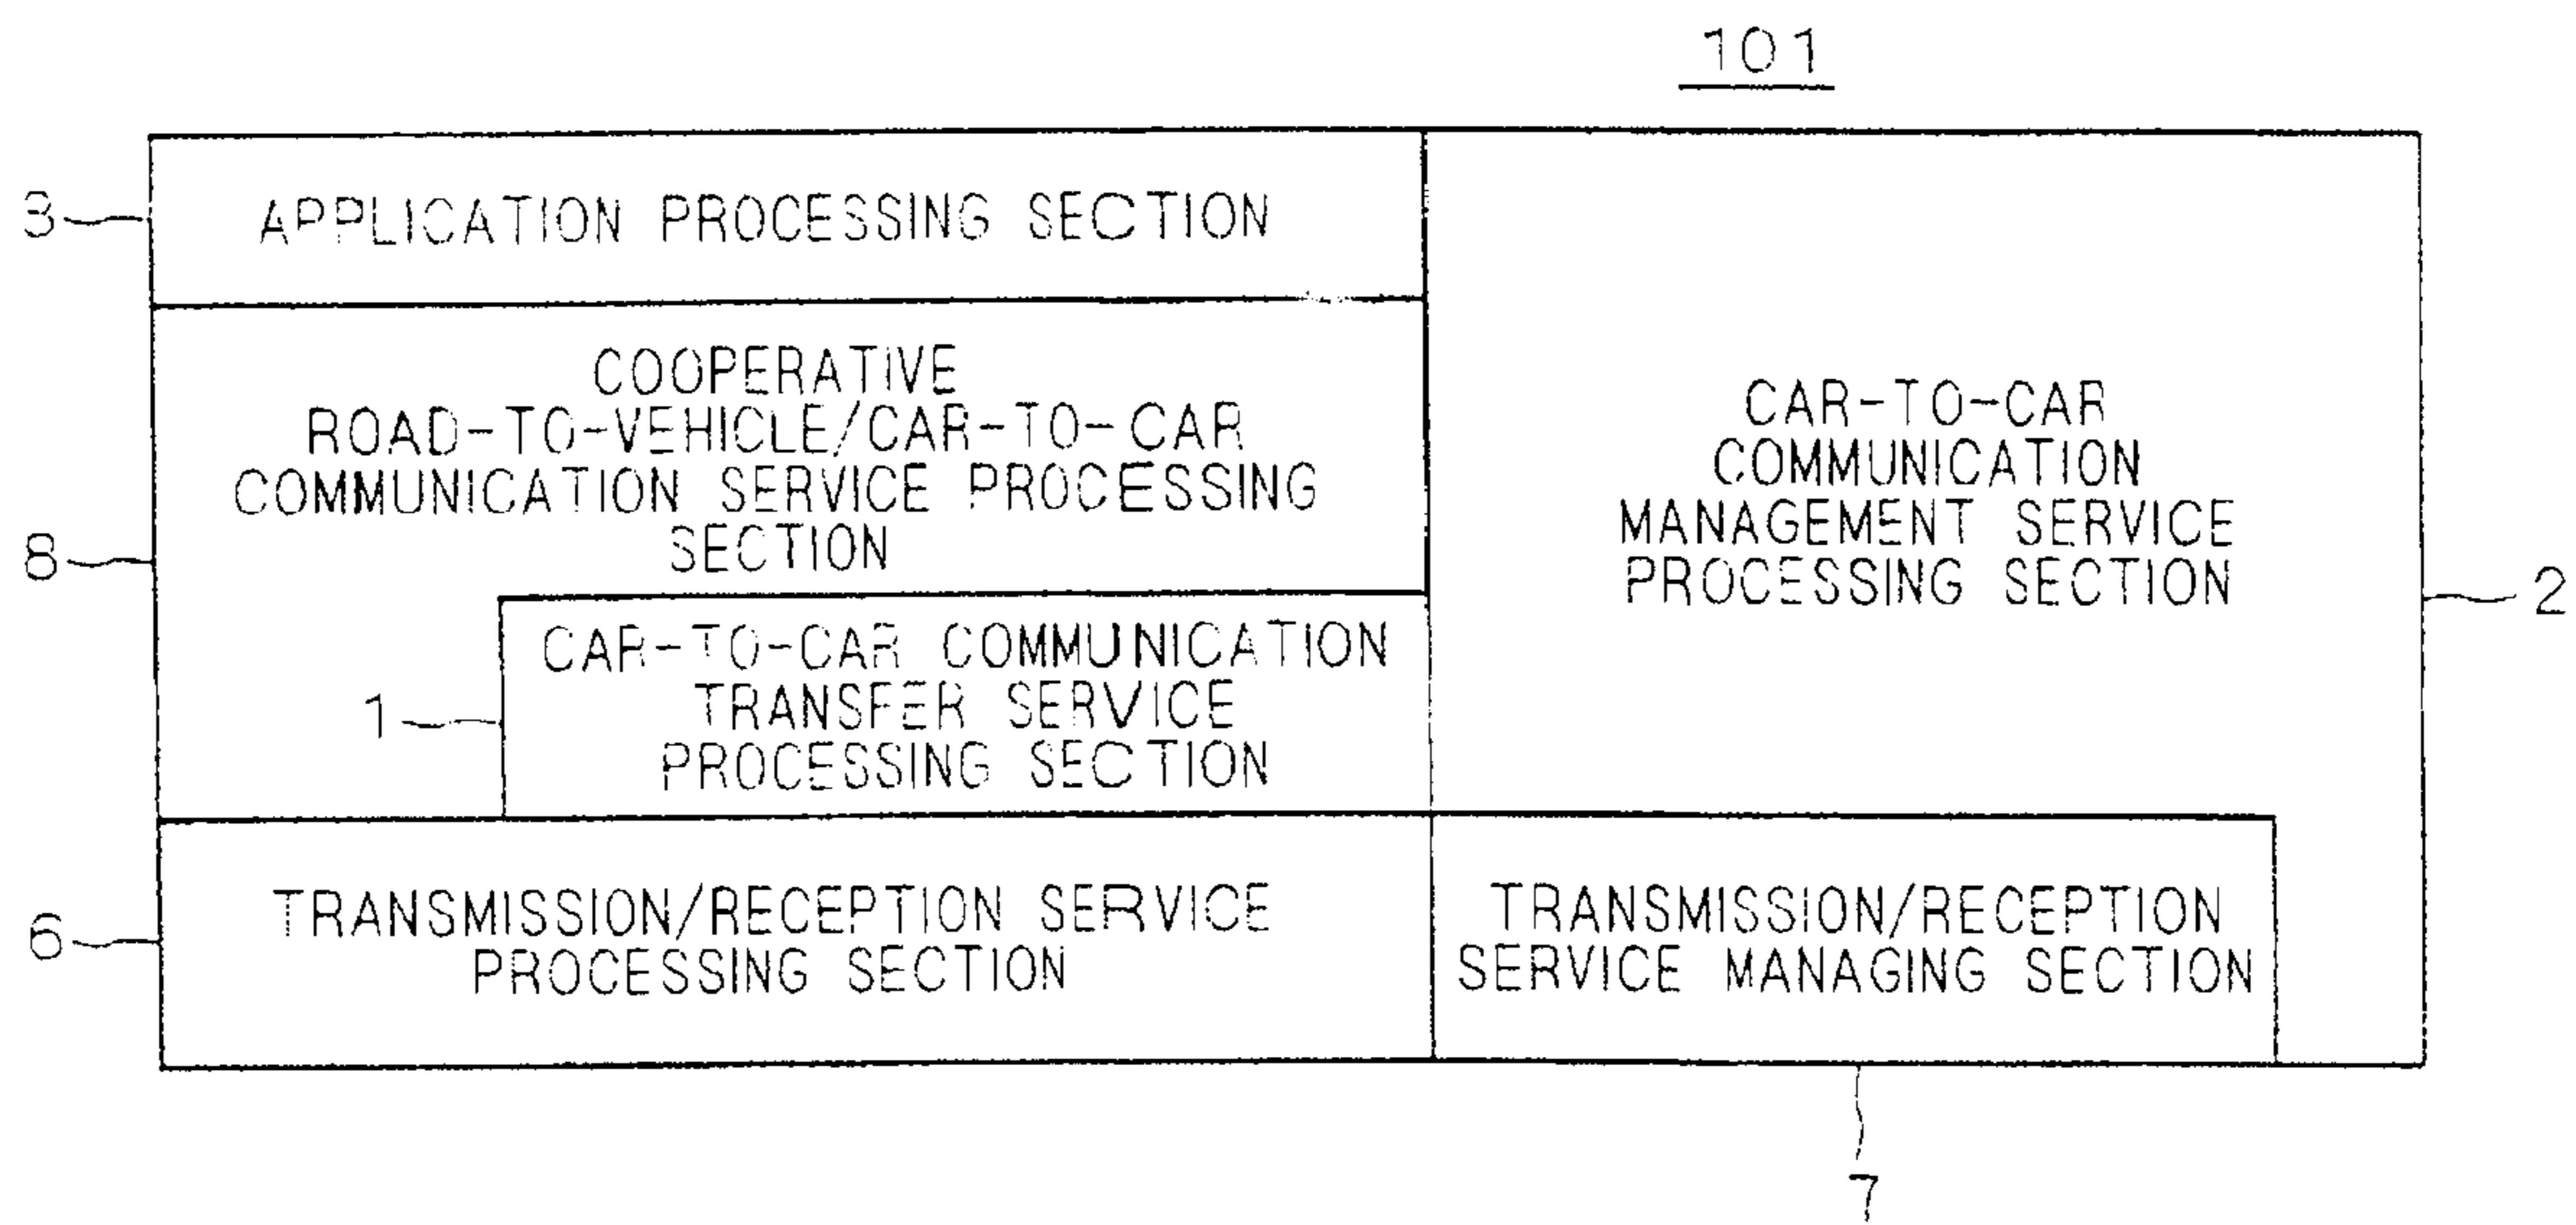 101
3
APPLICATION PROCESSING SECTION
COOPERATIVE
ROAD-TO-VEHICLE/CAR-TO-CAR
COMMUNICATION SERVICE PROCESSING
SECTION
8
CAR-TO-CAR
COMMUNICATION
MANAGEMENT SERVICE
PROCESSING SECTION
2
CAR-TO-CAR COMMUNICATION
TRANSFER SERVICE
PROCESSING SECTION
1
6
TRANSMISSION/RECEPTION SERVICE
PROCESSING SECTION
TRANSMISSION/RECEPTION
SERVICE MANAGING SECTION
7